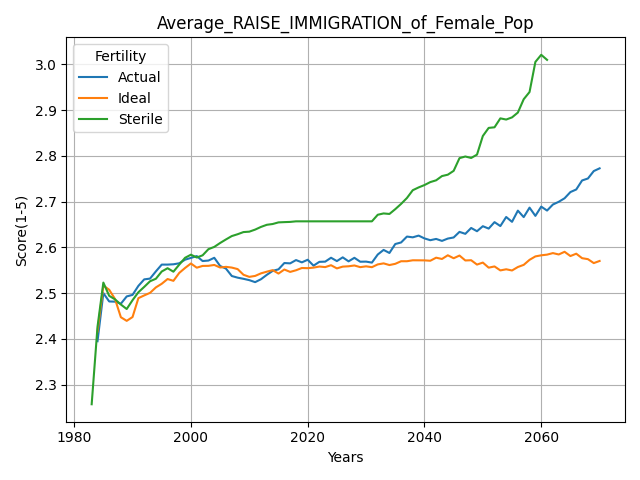 Average_RAISE_IMMIGRATION_of_Female_Pop
Fertility
Actual
Ideal
Sterile
Score(1-5)
3.0
2.9
2.8
2.7
2.6
2.5
2.4
2.3
1980 2000 2020 2040 2060
Years